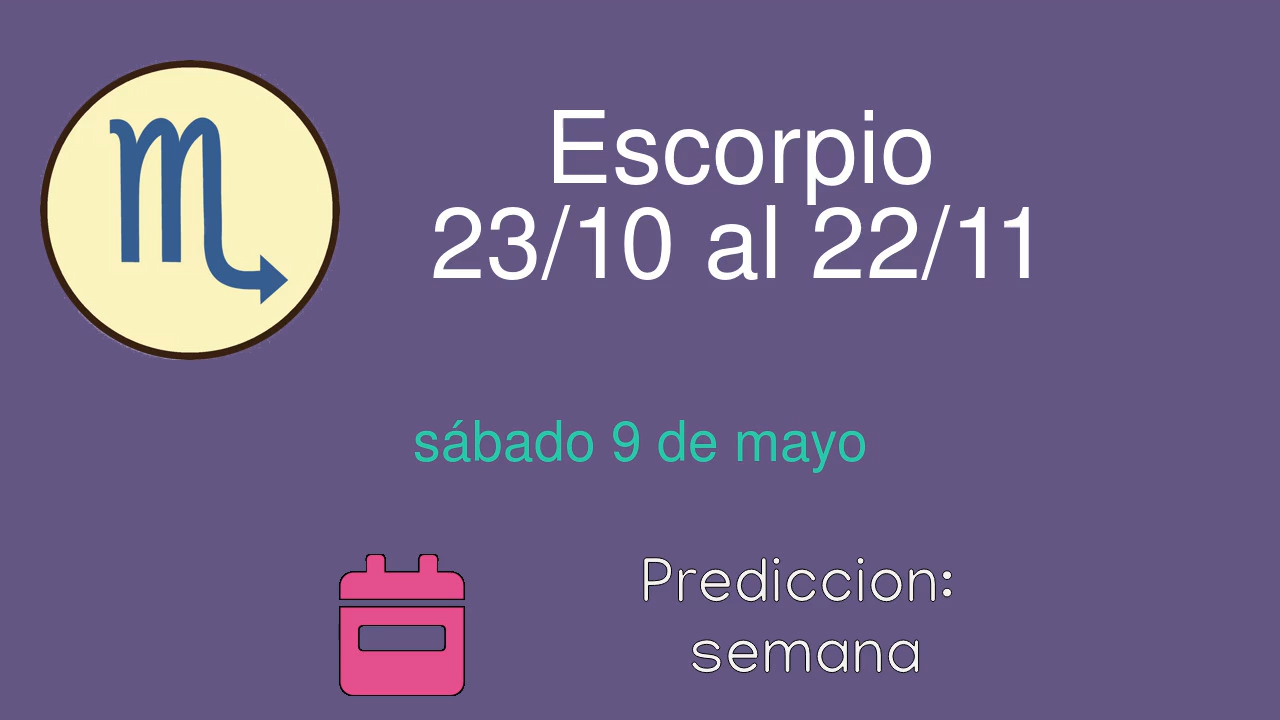 Escorpio
23/10 al 22/11
sábado 9 de mayo
Prediccion:
semana